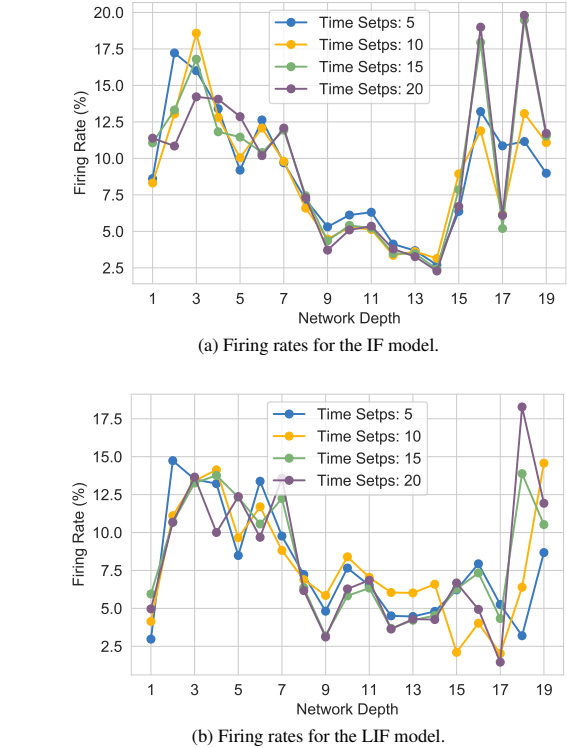 20.0
17.5
15.0
12.5
10.0
7.5
5.0
2.5
Firing Rate (%)
Time Setps: 5
Time Setps: 10
Time Setps: 15
Time Setps: 20
1 3 5 7 9 11 13 15 17 19
Network Depth
(a) Firing rates for the IF model.
17.5
15.0
12.5
10.0
7.5
5.0
2.5
Firing Rate (%)
Time Setps: 5
Time Setps: 10
Time Setps: 15
Time Setps: 20
1 3 5 7 9 11 13 15 17 19
Network Depth
(b) Firing rates for the LIF model.